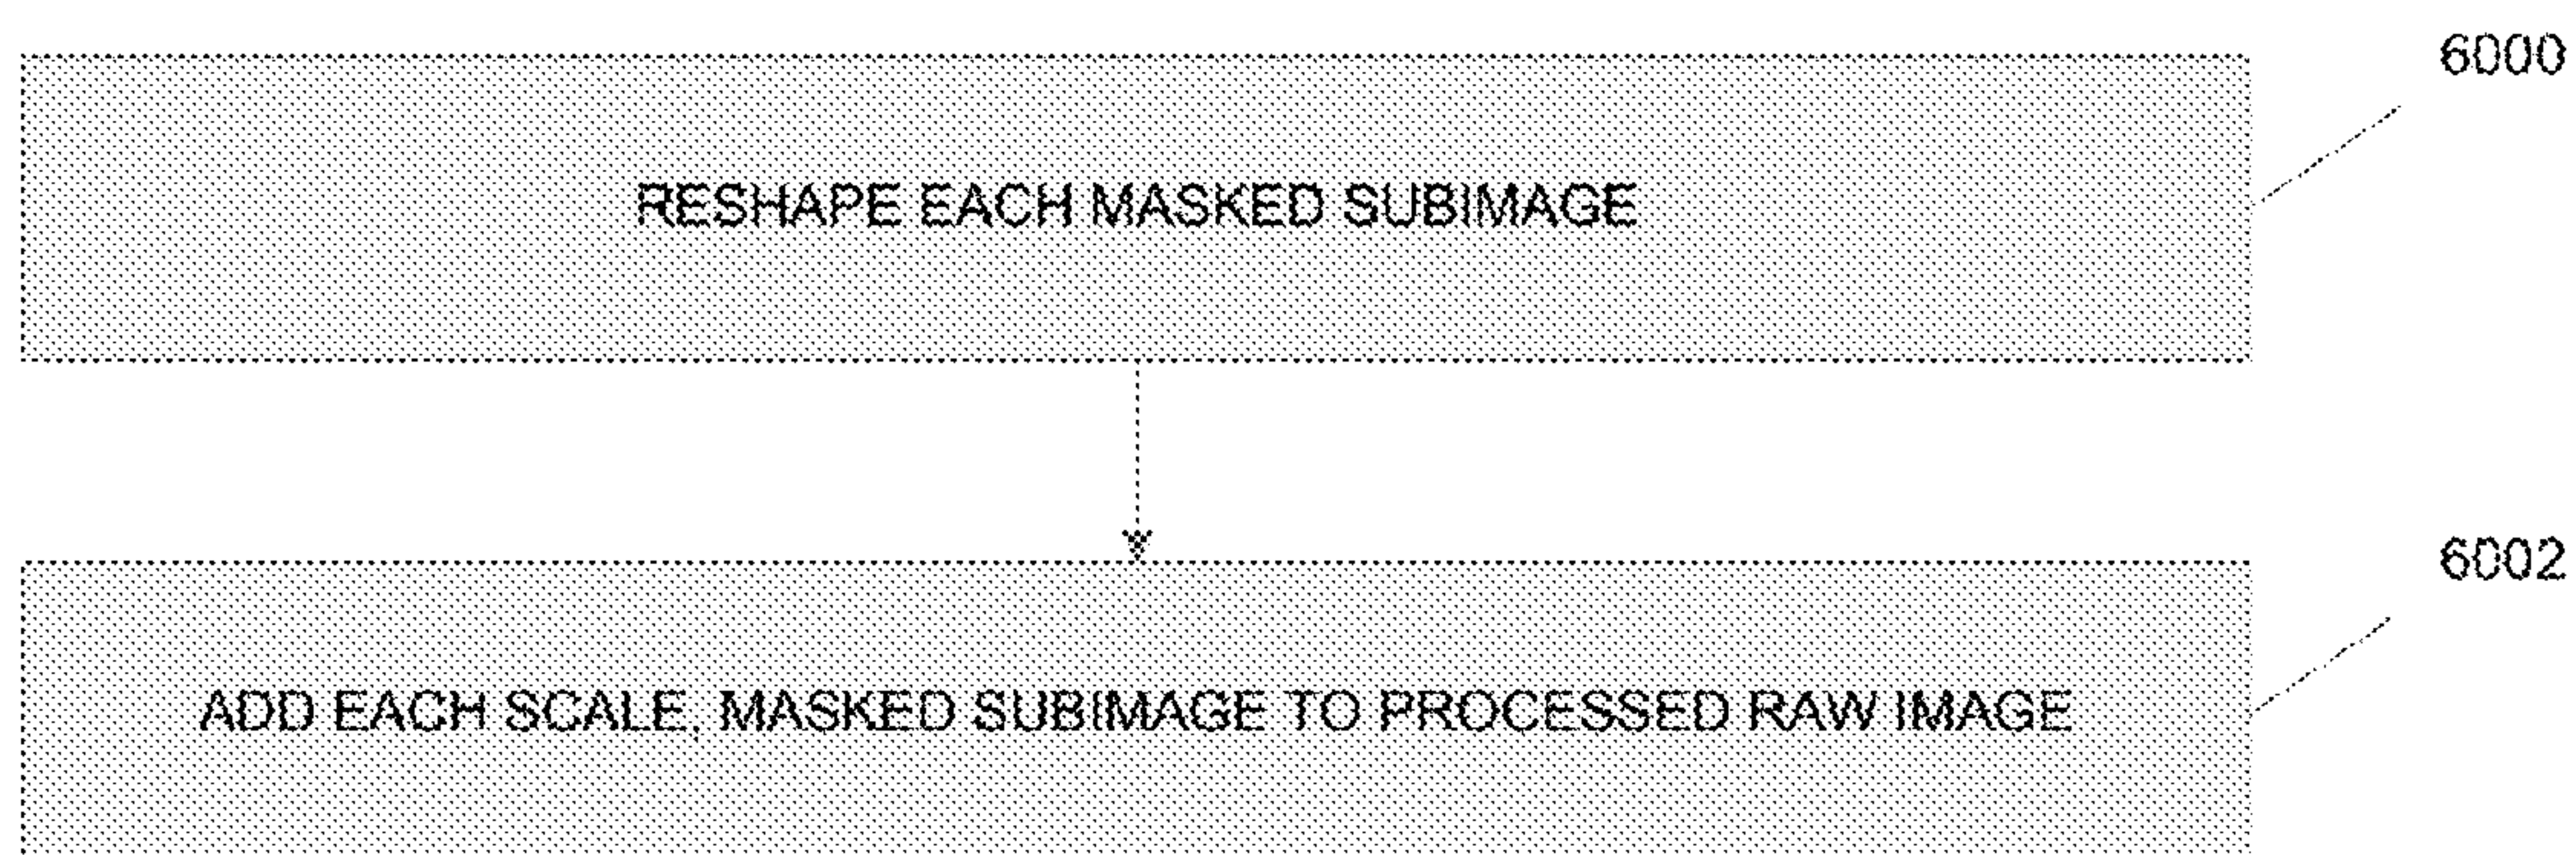 6000
RESHAPE EACH MASKED SUBIMAGE
6002
ADD EACH SCALE, MASKED SUBIMAGE TO PROCESSED RAW IMAGE